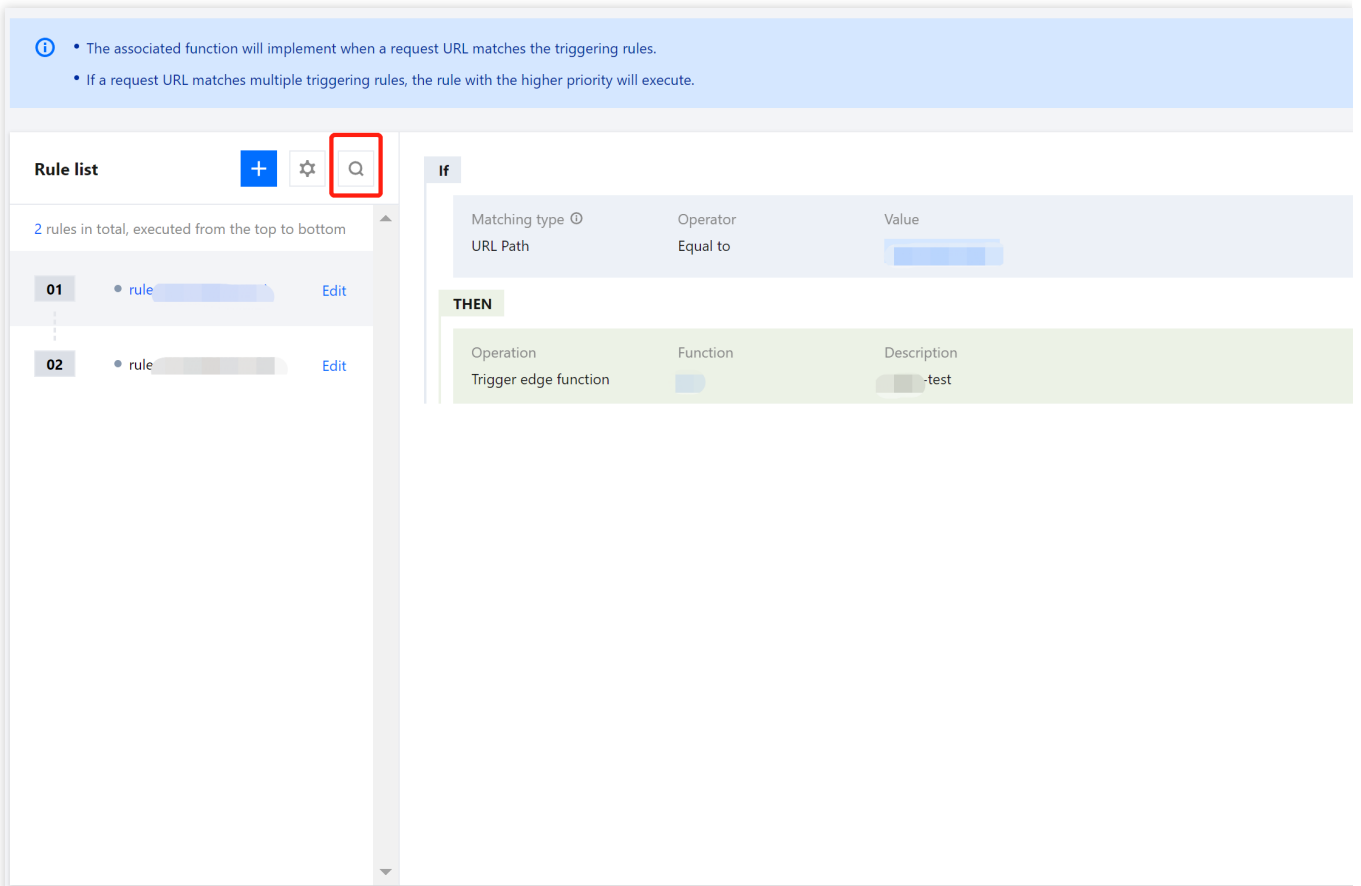 • The associated function will implement when a request URL matches the triggering rules.
• If a request URL matches multiple triggering rules, the rule with the higher priority will execute.
Rule list
2 rules in total, executed from the top to bottom
01 rule Edit
02 rule Edit
If
Matching type Operator Value
URL Path Equal to
THEN
Operation Function Description
Trigger edge function -test